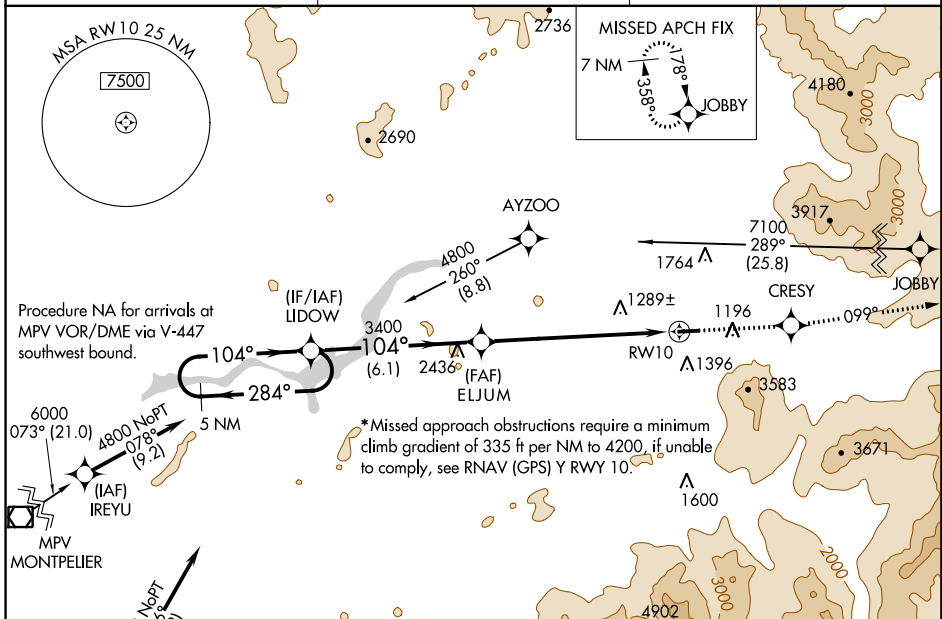 MSA RW10 25 NM
7500
2736
MISSED APCH FIX
7 NM
178°
358°
JOBBY
4180
3000
2690
AYZOO
3917
3000
4800
260°
(8.8)
7100
289°
(25.8)
1764
JOBBY
Procedure NA for arrivals at
MPV VOR/DME via V-447
southwest bound.
(IF/IAF)
LIDOW
1289±
CRESY
1196
099°
3400
104°
104°
(6.1)
2436
(FAF)
ELJUM
RW10
1396
284°
5 NM
3583
6000
073° (21.0)
4800 NoPT
078°
(9.2)
*Missed approach obstructions require a minimum
climb gradient of 335 ft per NM to 4200, if unable
to comply, see RNAV (GPS) Y RWY 10.
3671
(IAF)
IREYU
1600
MPV
MONTPELIER
2000
3000
NoPT
4902